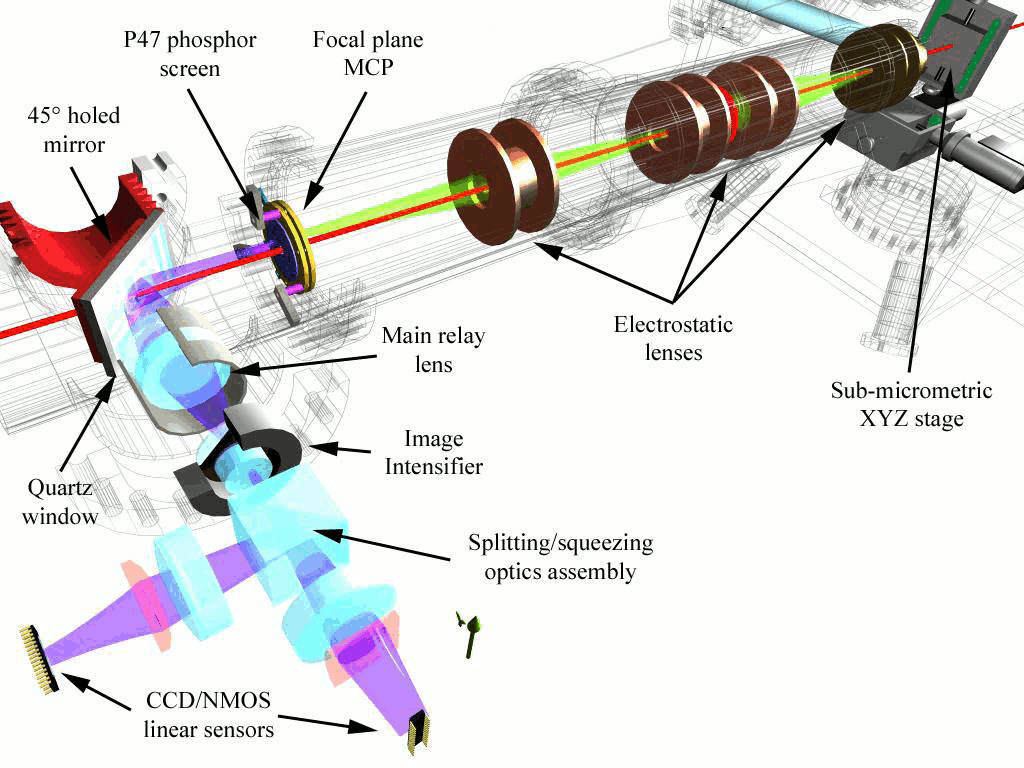 P47 phosphor
screen
Focal plane
MCP
45° holed
mirror
Main relay
lens
Electrostatic
lenses
Sub-micrometric
XYZ stage
Image
Intensifier
Quartz
window
Splitting/squeezing
optics assembly
CCD/NMOS
linear sensors